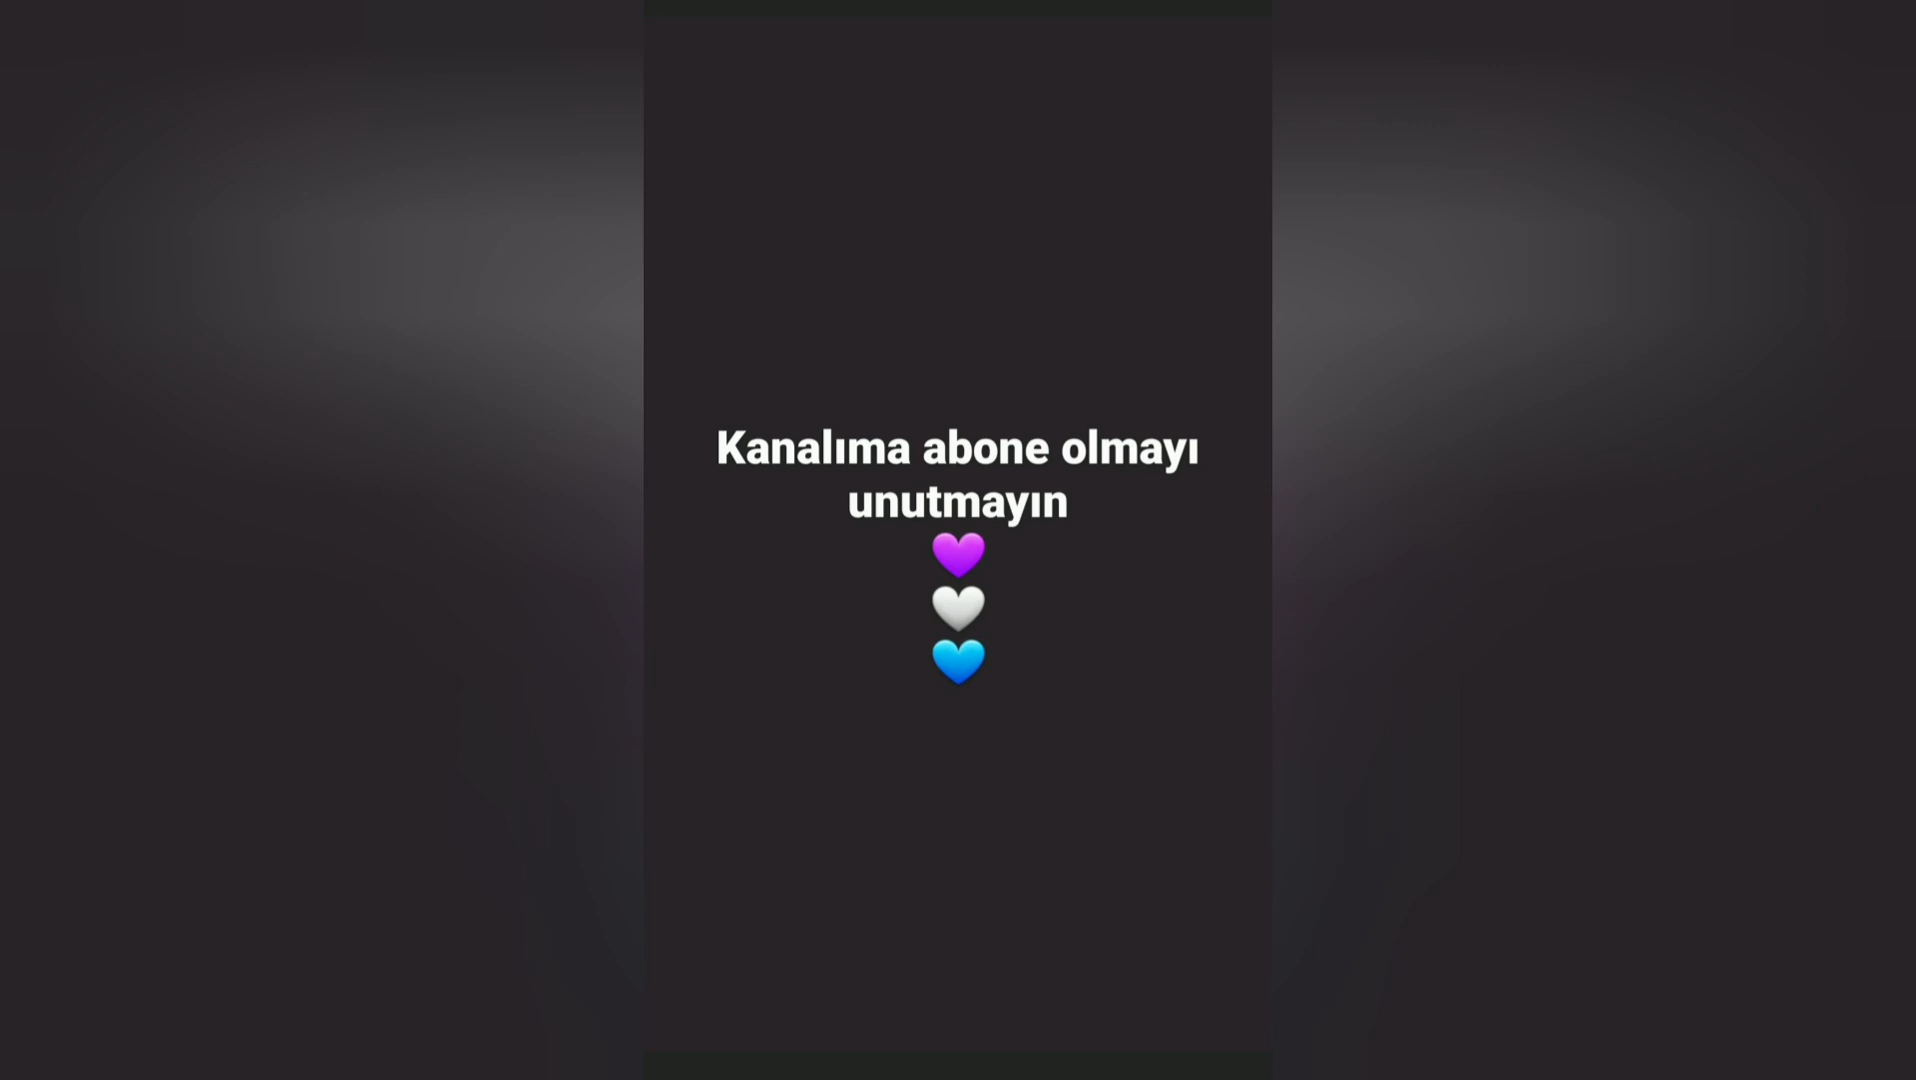 Kanalıma abone olmayı
unutmayın
💜
🤍
💙